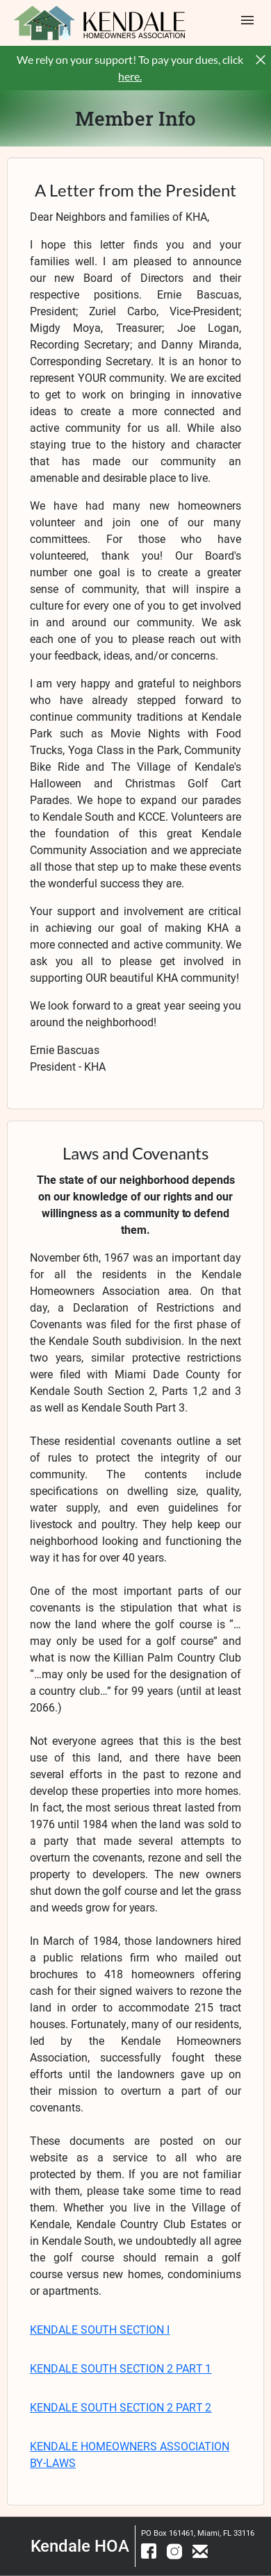 KENDALE
HOMEOWNERS ASSOCIATION
We rely on your support! To pay your dues, click
here.
Member Info
A Letter from the President
Dear Neighbors and families of KHA,
I hope this letter finds you and your
families well. I am pleased to announce
our new Board of Directors and their
respective positions. Ernie Bascuas,
President; Zuriel Carbo, Vice-President;
Migdy Moya, Treasurer; Joe Logan,
Recording Secretary; and Danny Miranda,
Corresponding Secretary. It is an honor to
represent YOUR community. We are excited
to get to work on bringing in innovative
ideas to create a more connected and
active community for us all. While also
staying true to the history and character
that has made our community an
amenable and desirable place to live.
We have had many new homeowners
volunteer and join one of our many
committees. For those who have
volunteered, thank you! Our Board's
number one goal is to create a greater
sense of community, that will inspire a
culture for every one of you to get involved
in and around our community. We ask
each one of you to please reach out with
your feedback, ideas, and/or concerns.
I am very happy and grateful to neighbors
who have already stepped forward to
continue community traditions at Kendale
Park such as Movie Nights with Food
Trucks, Yoga Class in the Park, Community
Bike Ride and The Village of Kendale's
Halloween and Christmas Golf Cart
Parades. We hope to expand our parades
to Kendale South and KCCE. Volunteers are
the foundation of this great Kendale
Community Association and we appreciate
all those that step up to make these events
the wonderful success they are.
Your support and involvement are critical
in achieving our goal of making KHA a
more connected and active community. We
ask you all to please get involved in
supporting OUR beautiful KHA community!
We look forward to a great year seeing you
around the neighborhood!
Ernie Bascuas
President - KHA
Laws and Covenants
The state of our neighborhood depends
on our knowledge of our rights and our
willingness as a community to defend
them.
November 6th, 1967 was an important day
for all the residents in the Kendale
Homeowners Association area. On that
day, a Declaration of Restrictions and
Covenants was filed for the first phase of
the Kendale South subdivision. In the next
two years, similar protective restrictions
were filed with Miami Dade County for
Kendale South Section 2, Parts 1,2 and 3
as well as Kendale South Part 3.
These residential covenants outline a set
of rules to protect the integrity of our
community. The contents include
specifications on dwelling size, quality,
water supply, and even guidelines for
livestock and poultry. They help keep our
neighborhood looking and functioning the
way it has for over 40 years.
One of the most important parts of our
covenants is the stipulation that what is
now the land where the golf course is “…
may only be used for a golf course” and
what is now the Killian Palm Country Club
“…may only be used for the designation of
a country club…” for 99 years (until at least
2066.)
Not everyone agrees that this is the best
use of this land, and there have been
several efforts in the past to rezone and
develop these properties into more homes.
In fact, the most serious threat lasted from
1976 until 1984 when the land was sold to
a party that made several attempts to
overturn the covenants, rezone and sell the
property to developers. The new owners
shut down the golf course and let the grass
and weeds grow for years.
In March of 1984, those landowners hired
a public relations firm who mailed out
brochures to 418 homeowners offering
cash for their signed waivers to rezone the
land in order to accommodate 215 tract
houses. Fortunately, many of our residents,
led by the Kendale Homeowners
Association, successfully fought these
efforts until the landowners gave up on
their mission to overturn a part of our
covenants.
These documents are posted on our
website as a service to all who are
protected by them. If you are not familiar
with them, please take some time to read
them. Whether you live in the Village of
Kendale, Kendale Country Club Estates or
in Kendale South, we undoubtedly all agree
the golf course should remain a golf
course versus new homes, condominiums
or apartments.
KENDALE SOUTH SECTION I
KENDALE SOUTH SECTION 2 PART 1
KENDALE SOUTH SECTION 2 PART 2
KENDALE HOMEOWNERS ASSOCIATION
BY-LAWS
Kendale HOA
PO Box 161461, Miami, FL 33116